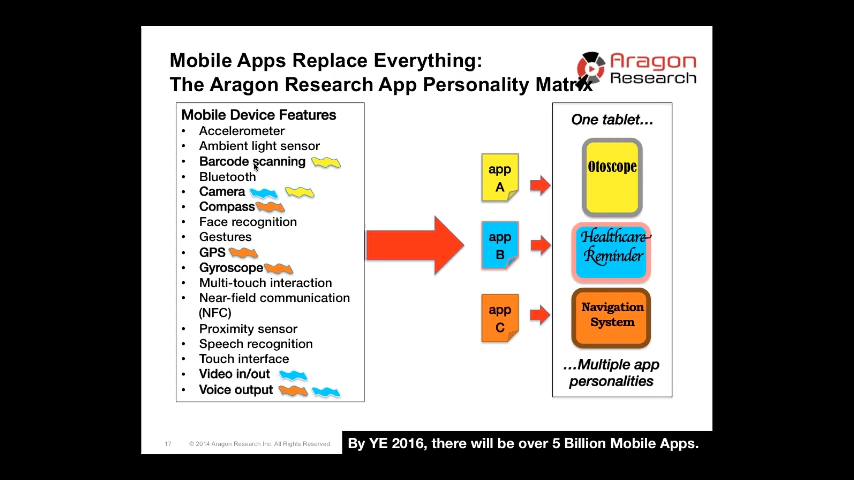 Mobile Apps Replace Everything:
The Aragon Research App Personality Matrix
Aragon
Research
Mobile Device Features
• Accelerometer
• Ambient light sensor
• Barcode scanning
• Bluetooth
• Camera
• Compass
• Face recognition
• Gestures
• GPS
• Gyroscope
• Multi-touch interaction
• Near-field communication
(NFC)
• Proximity sensor
• Speech recognition
• Touch interface
• Video in/out
• Voice output
app
A
app
B
app
C
One tablet…
Otoscope
Healthcare
Reminder
Navigation
System
…Multiple app
personalities
17 © 2014 Aragon Research Inc. All Rights Reserved.
By YE 2016, there will be over 5 Billion Mobile Apps.